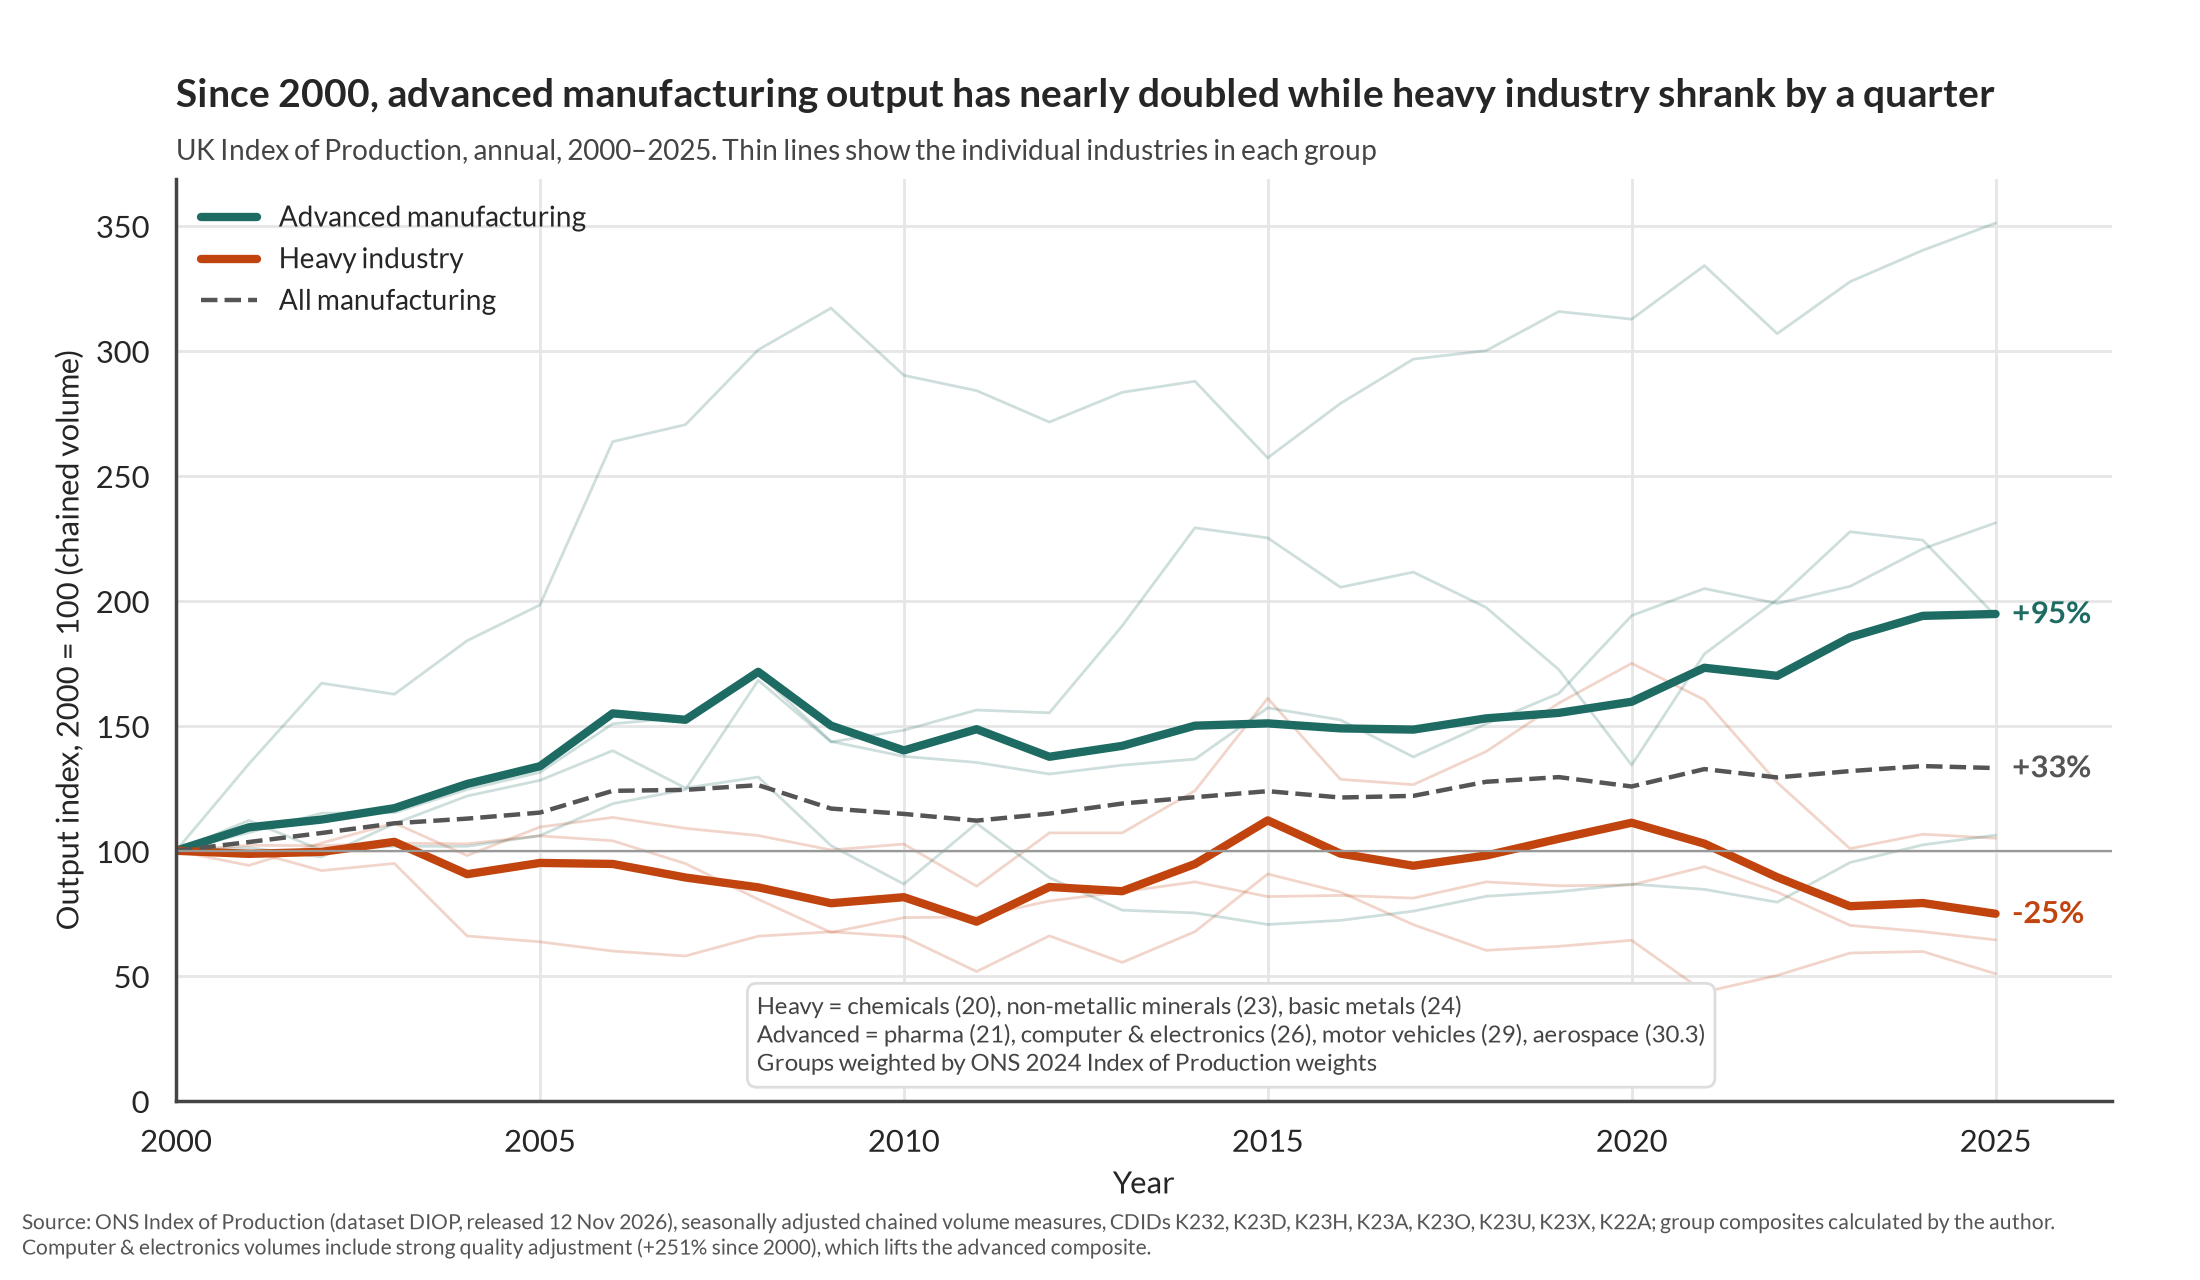 Since 2000, advanced manufacturing output has nearly doubled while heavy industry shrank by a quarter
UK Index of Production, annual, 2000–2025. Thin lines show the individual industries in each group
Advanced manufacturing
Heavy industry
All manufacturing
Output index, 2000 = 100 (chained volume)
350
300
250
200
150
100
50
0
+95%
+33%
-25%
Heavy = chemicals (20), non-metallic minerals (23), basic metals (24)
Advanced = pharma (21), computer & electronics (26), motor vehicles (29), aerospace (30.3)
Groups weighted by ONS 2024 Index of Production weights
2000 2005 2010 2015 2020 2025
Year
Source: ONS Index of Production (dataset DIOP, released 12 Nov 2026), seasonally adjusted chained volume measures, CDIDs K232, K23D, K23H, K23A, K23O, K23U, K23X, K22A; group composites calculated by the author.
Computer & electronics volumes include strong quality adjustment (+251% since 2000), which lifts the advanced composite.